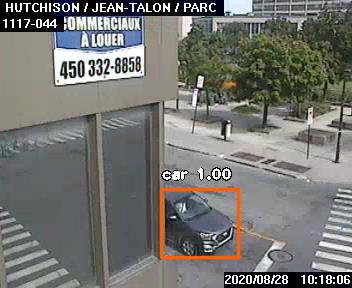 HUTCHISON / JEAN-TALON / PARC
1117-044
COMMERCIAUX
À LOUER
450 332-8858
car 1.00
2020/08/28 10:18:06